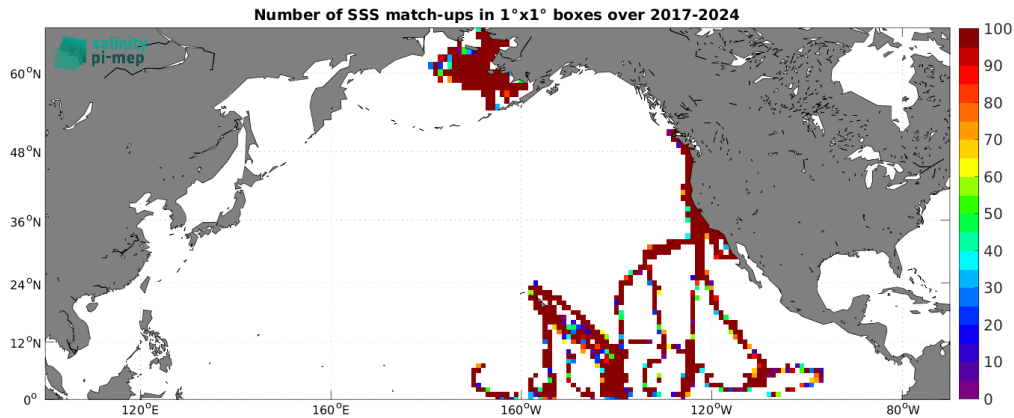 Number of SSS match-ups in 1°x1° boxes over 2017-2024
salinity
pi-mep
60°N
48°N
36°N
24°N
12°N
0°
120°E
160°E
160°W
120°W
80°W
100
90
80
70
60
50
40
30
20
10
0